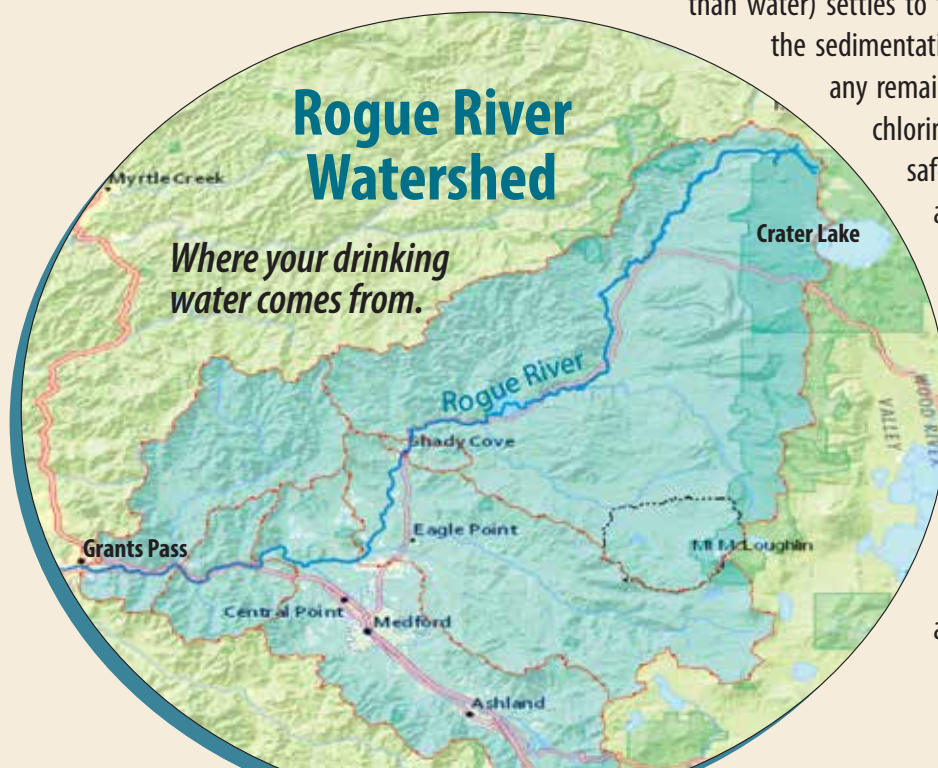 than water) settles to
the sedimentati
any remai
chlorin
saf
a
Rogue River
Watershed
Myrtle Creek
Where your drinking
water comes from.
Crater Lake
Rogue River
WOOD RIVER
VALLEY
Shady Cove
Eagle Point
Mt McLoughlin
Grants Pass
Central Point
Medford
a
Ashland